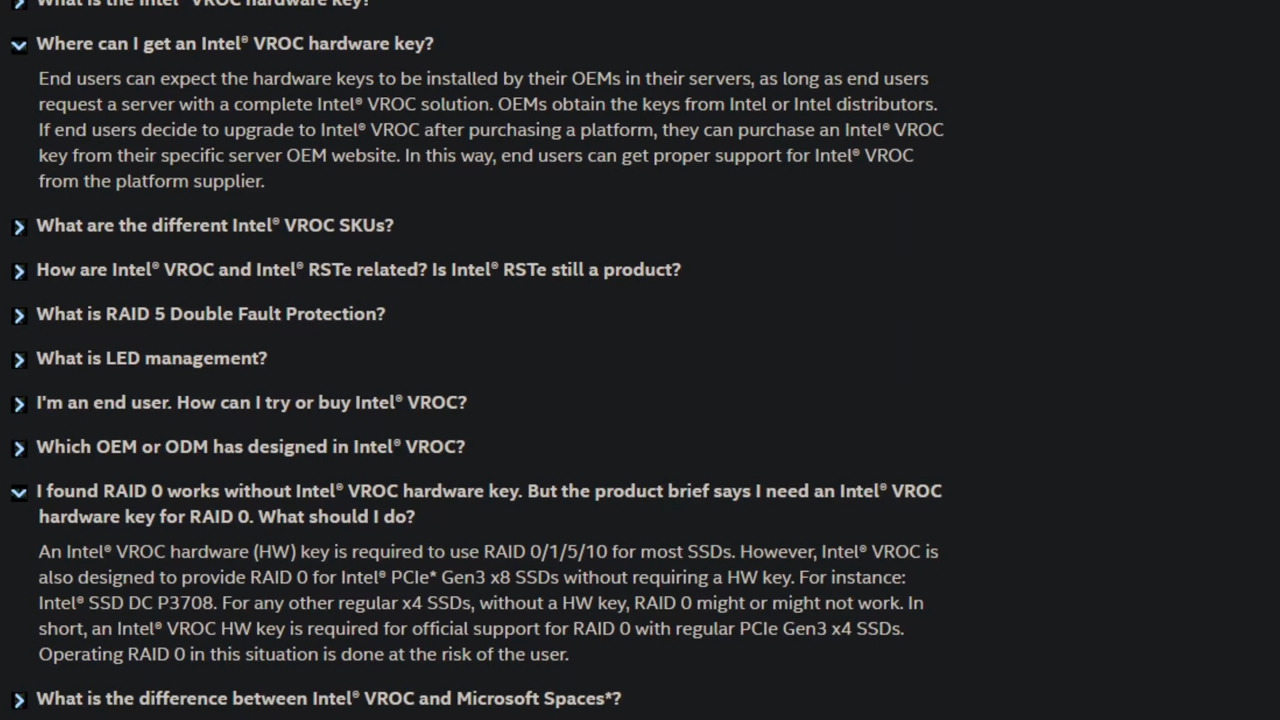 What is the Intel® VROC hardware key?
Where can I get an Intel® VROC hardware key?
End users can expect the hardware keys to be installed by their OEMs in their servers, as long as end users
request a server with a complete Intel® VROC solution. OEMs obtain the keys from Intel or Intel distributors.
If end users decide to upgrade to Intel® VROC after purchasing a platform, they can purchase an Intel® VROC
key from their specific server OEM website. In this way, end users can get proper support for Intel® VROC
from the platform supplier.
What are the different Intel® VROC SKUs?
How are Intel® VROC and Intel® RSTe related? Is Intel® RSTe still a product?
What is RAID 5 Double Fault Protection?
What is LED management?
I'm an end user. How can I try or buy Intel® VROC?
Which OEM or ODM has designed in Intel® VROC?
I found RAID 0 works without Intel® VROC hardware key. But the product brief says I need an Intel® VROC
hardware key for RAID 0. What should I do?
An Intel® VROC hardware (HW) key is required to use RAID 0/1/5/10 for most SSDs. However, Intel® VROC is
also designed to provide RAID 0 for Intel® PCIe* Gen3 x8 SSDs without requiring a HW key. For instance:
Intel® SSD DC P3708. For any other regular x4 SSDs, without a HW key, RAID 0 might or might not work. In
short, an Intel® VROC HW key is required for official support for RAID 0 with regular PCIe Gen3 x4 SSDs.
Operating RAID 0 in this situation is done at the risk of the user.
What is the difference between Intel® VROC and Microsoft Spaces*?